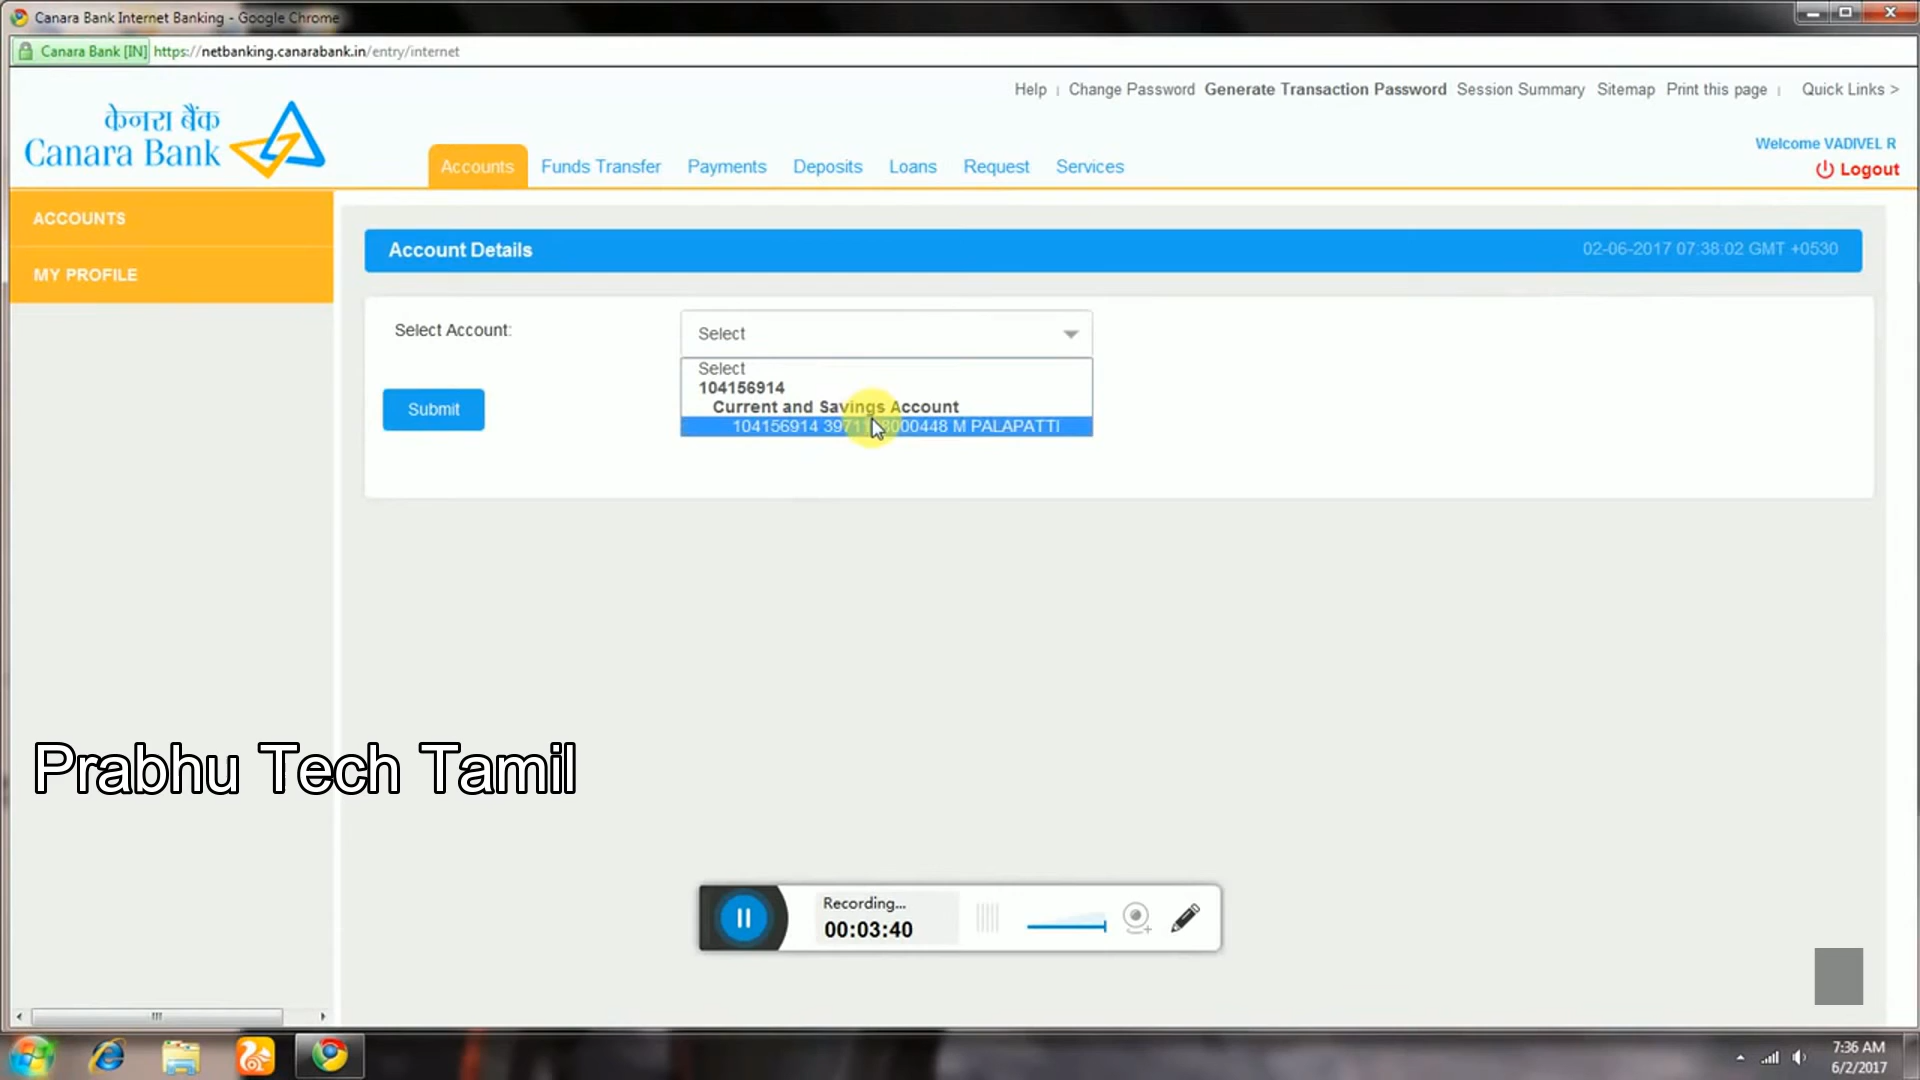 Canara Bank Internet Banking - Google Chrome
Canara Bank [IN] https://netbanking.canarabank.in/entry/internet
Help | Change Password Generate Transaction Password Session Summary Sitemap Print this page | Quick Links >
केनरा बैंक
Canara Bank
Welcome VADIVEL R
Logout
Accounts Funds Transfer Payments Deposits Loans Request Services
ACCOUNTS
MY PROFILE
Account Details 02-06-2017 07:38:02 GMT +0530
Select Account: Select
Select
104156914
Current and Savings Account
104156914 M PALAPATTI
Submit
Prabhu Tech Tamil
Recording...
00:03:40
7:36 AM
6/2/2017